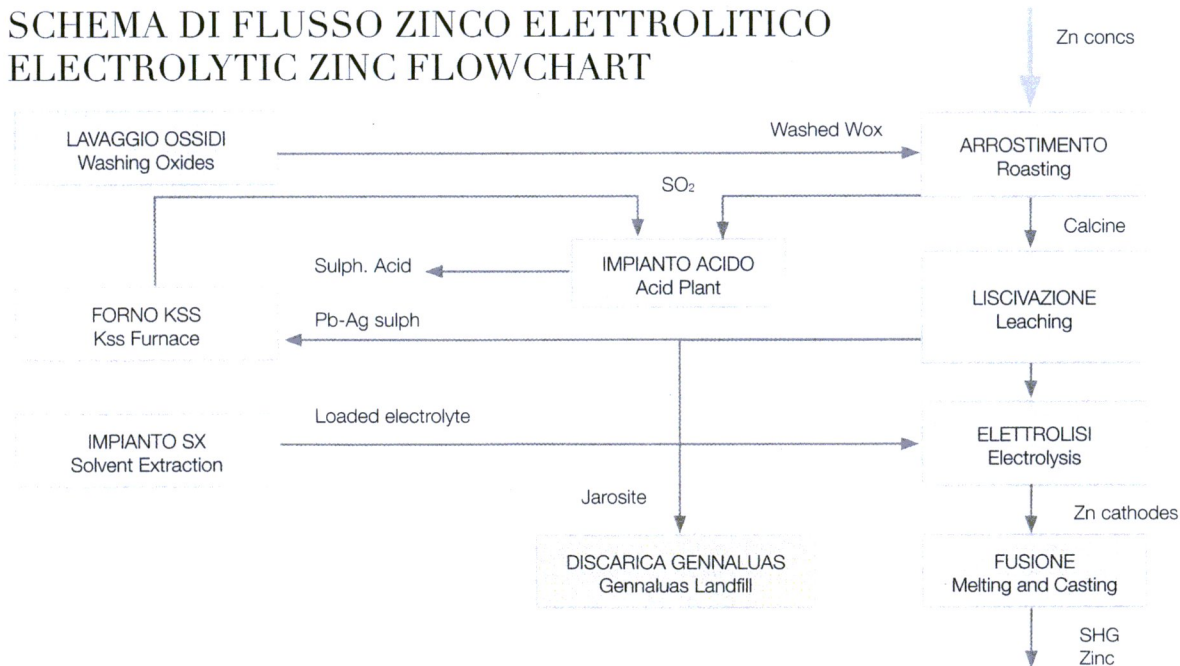 SCHEMA DI FLUSSO ZINCO ELETTROLITICO
ELECTROLYTIC ZINC FLOWCHART
Zn concs
LAVAGGIO OSSIDI
Washing Oxides
Washed Wox
ARROSTIMENTO
Roasting
SO₂
Calcine
Sulph. Acid
IMPIANTO ACIDO
Acid Plant
LISCIVAZIONE
Leaching
FORNO KSS
Kss Furnace
Pb-Ag sulph
Loaded electrolyte
IMPIANTO SX
Solvent Extraction
ELETTROLISI
Electrolysis
Jarosite
Zn cathodes
DISCARICA GENNALUAS
Gennaluas Landfill
FUSIONE
Melting and Casting
SHG
Zinc